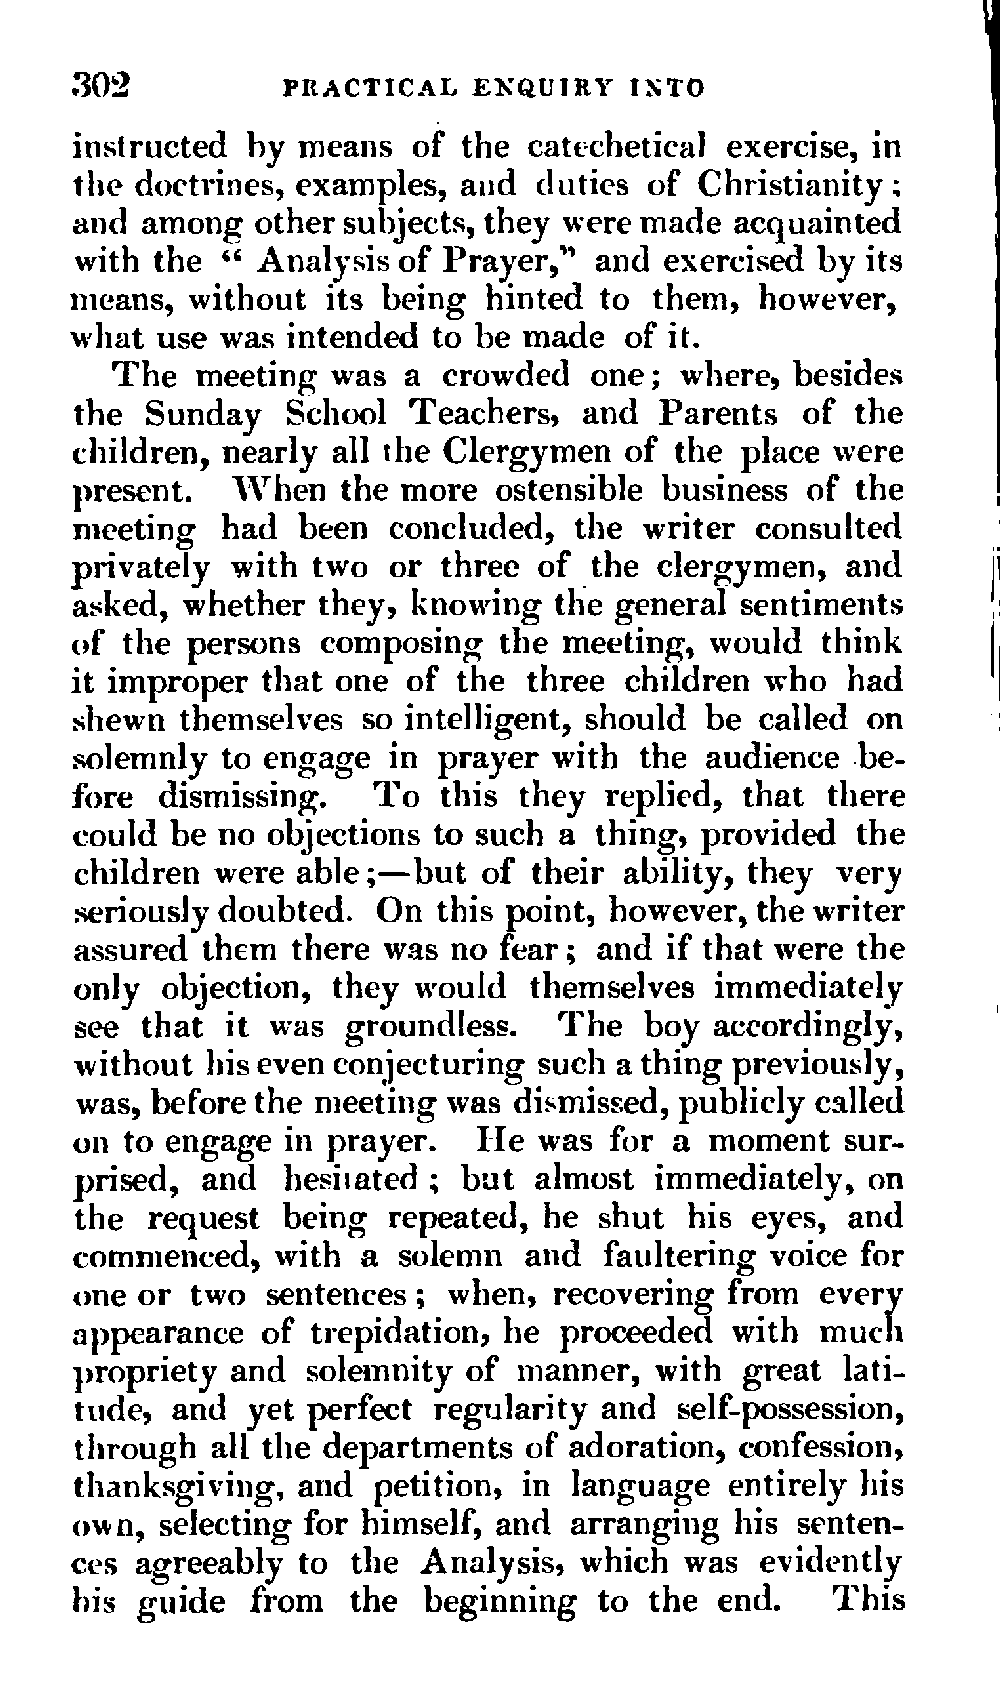 302 PRACTICAL ENQUIRY INTO
instructed by means of the catechetical exercise, in
the doctrines, examples, and duties of Christianity ;
and among other subjects, they were made acquainted
with the “ Analysis of Prayer,” and exercised by its
means, without its being hinted to them, however,
what use was intended to be made of it.
The meeting was a crowded one; where, besides
the Sunday School Teachers, and Parents of the
children, nearly all the Clergymen of the place were
present. When the more ostensible business of the
meeting had been concluded, the writer consulted
privately with two or three of the clergymen, and
asked, whether they, knowing the general sentiments
of the persons composing the meeting, would think
it improper that one of the three children who had
shewn themselves so intelligent, should be called on
solemnly to engage in prayer with the audience be-
fore dismissing. To this they replied, that there
could be no objections to such a thing, provided the
children were able ;—but of their ability, they very
seriously doubted. On this point, however, the writer
assured them there was no fear ; and if that were the
only objection, they would themselves immediately
see that it was groundless. The boy accordingly,
without his even conjecturing such a thing previously,
was, before the meeting was dismissed, publicly called
on to engage in prayer. He was for a moment sur-
prised, and hesitated ; but almost immediately, on
the request being repeated, he shut his eyes, and
commenced, with a solemn and faultering voice for
one or two sentences ; when, recovering from every
appearance of trepidation, he proceeded with much
propriety and solemnity of manner, with great lati-
tude, and yet perfect regularity and self-possession,
through all the departments of adoration, confession,
thanksgiving, and petition, in language entirely his
own, selecting for himself, and arranging his senten-
ces agreeably to the Analysis, which was evidently
his guide from the beginning to the end. This